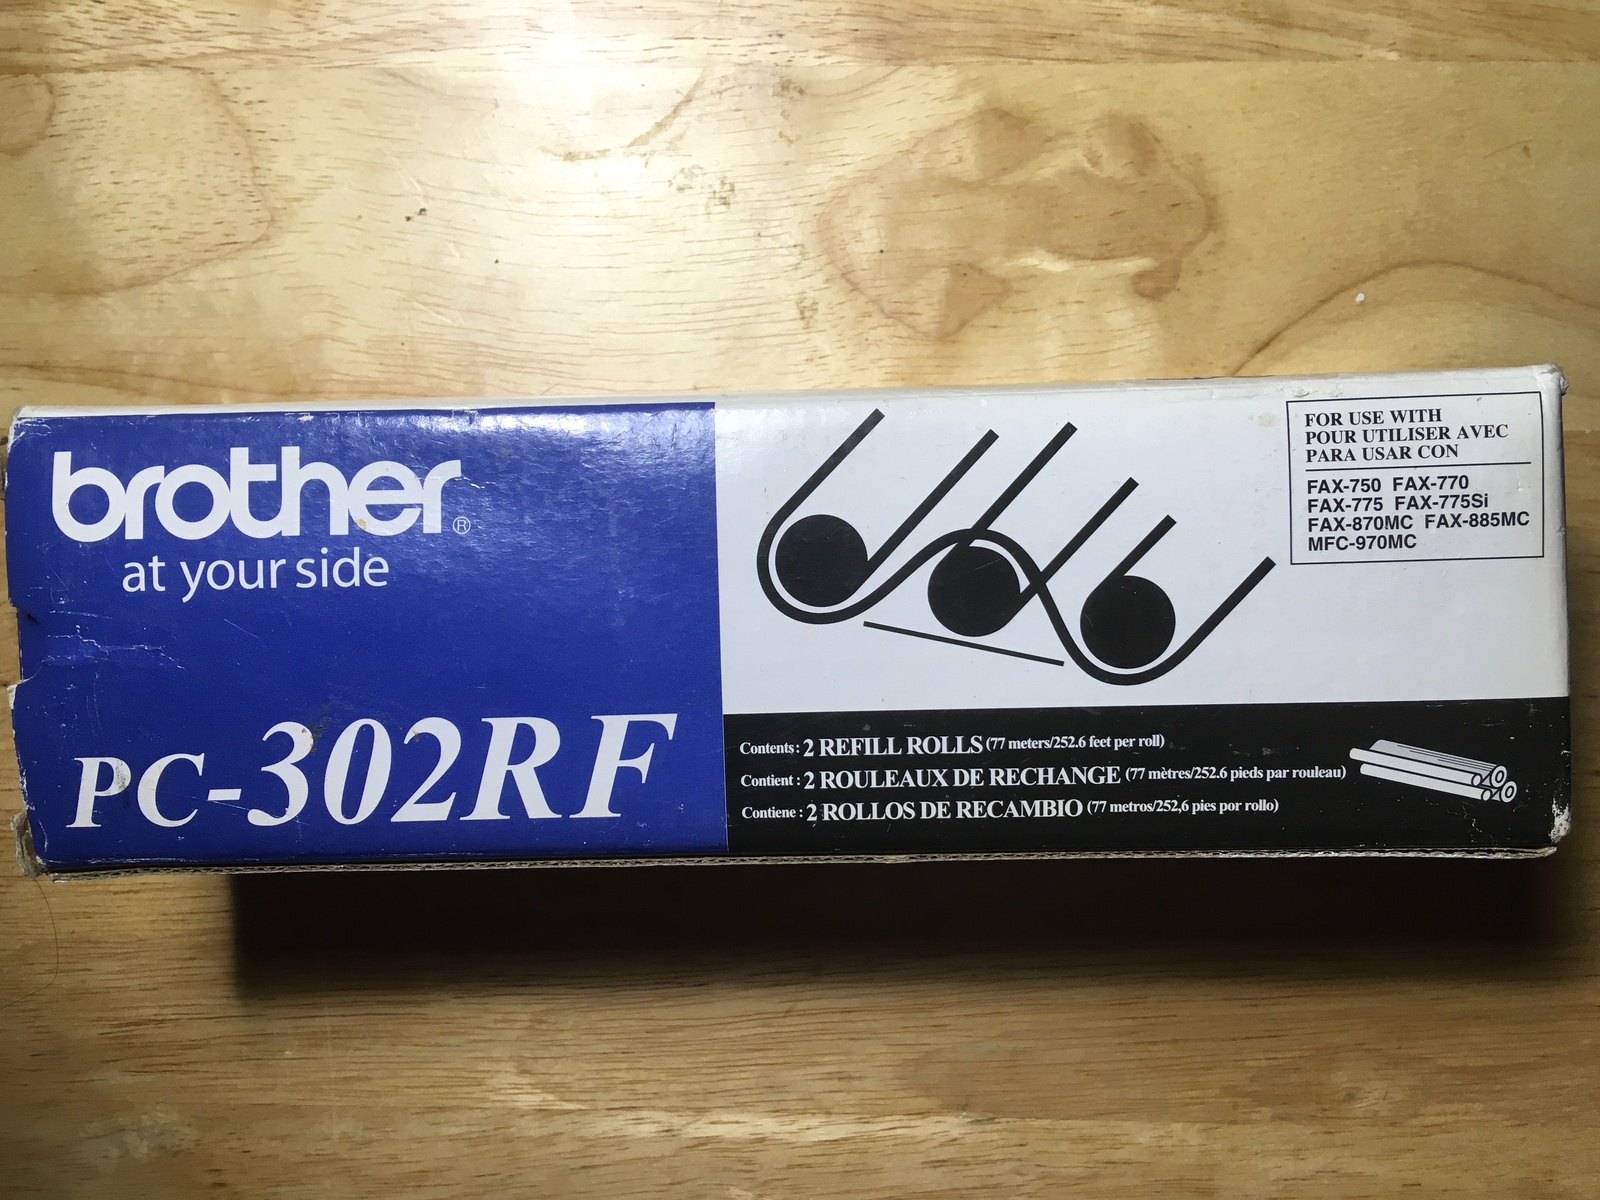 brother®
at your side
PC-302RF
FOR USE WITH
POUR UTILISER AVEC
PARA USAR CON
FAX-750 FAX-770
FAX-775 FAX-775Si
FAX-870MC FAX-885MC
MFC-970MC
Contents: 2 REFILL ROLLS (77 meters/252.6 feet per roll)
Contient: 2 ROULEAUX DE RECHANGE (77 mètres/252.6 pieds par rouleau)
Contiene: 2 ROLLOS DE RECAMBIO (77 metros/252,6 pies por rollo)